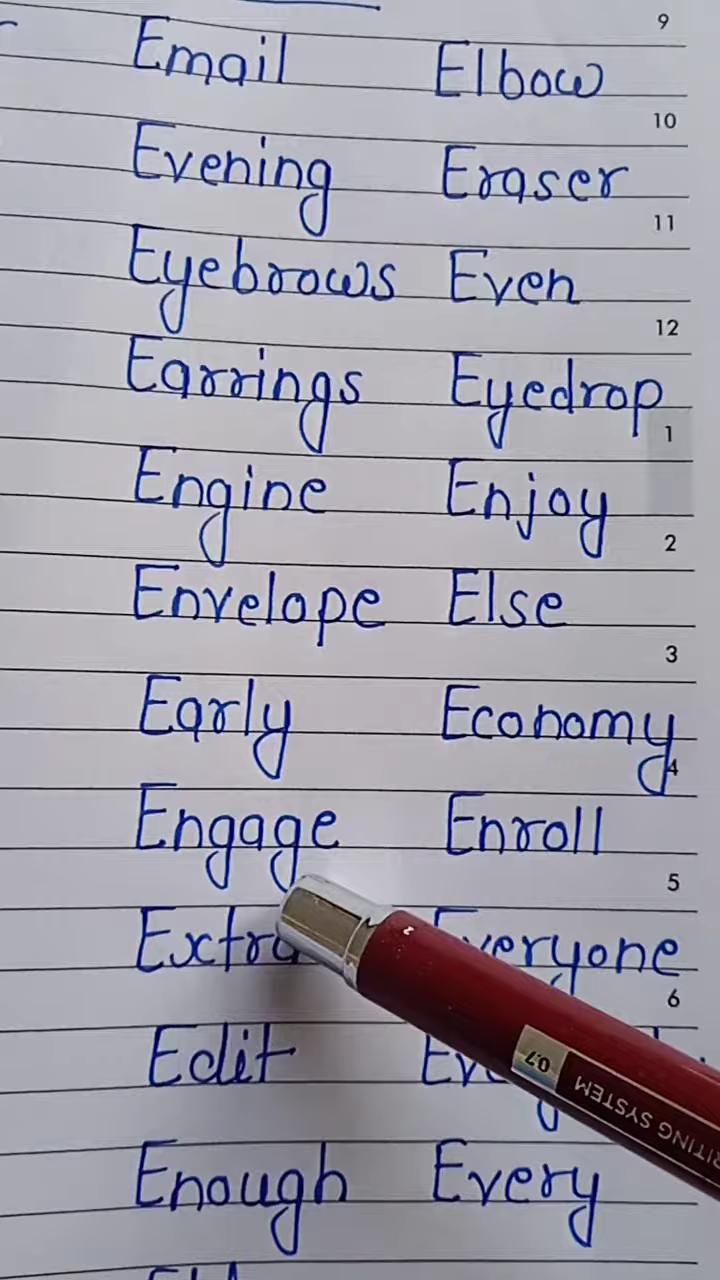 9
Email Elbow
10
Evening Eraser
11
Eyebrows Even
12
Earrings Eyedrop
1
Engine Enjoy
2
Envelope Else
3
Early Economy
4
Engage Enroll
5
Extra Everyone
6
Edit
0.7
RITING SYSTEM
Enough Every